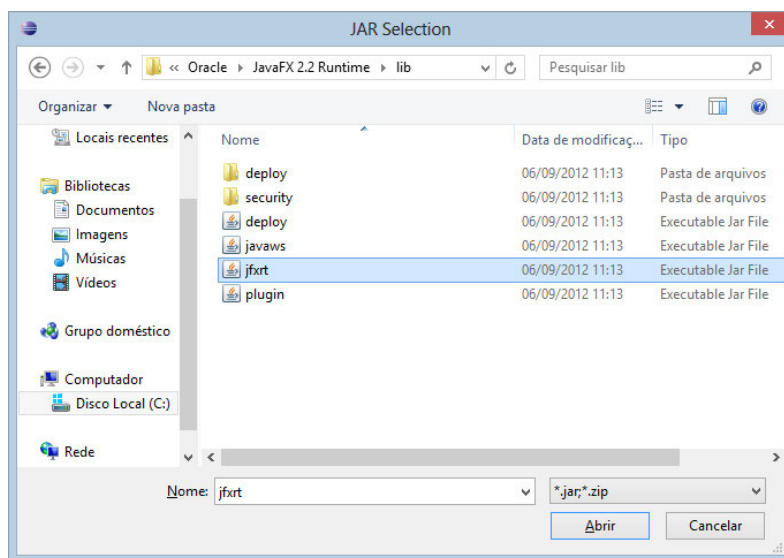 JAR Selection
« Oracle JavaFX 2.2 Runtime lib
Pesquisar lib
Organizar Nova pasta
Locais recentes
Bibliotecas
Documentos
Imagens
Músicas
Vídeos
Grupo doméstico
Computador
Disco Local (C:)
Rede
Nome Data de modificaç... Tipo
deploy 06/09/2012 11:13 Pasta de arquivos
security 06/09/2012 11:13 Pasta de arquivos
deploy 06/09/2012 11:13 Executable Jar File
javaws 06/09/2012 11:13 Executable Jar File
jfxrt 06/09/2012 11:13 Executable Jar File
plugin 06/09/2012 11:13 Executable Jar File
Nome: jfxrt *.jar;*.zip
Abrir Cancelar